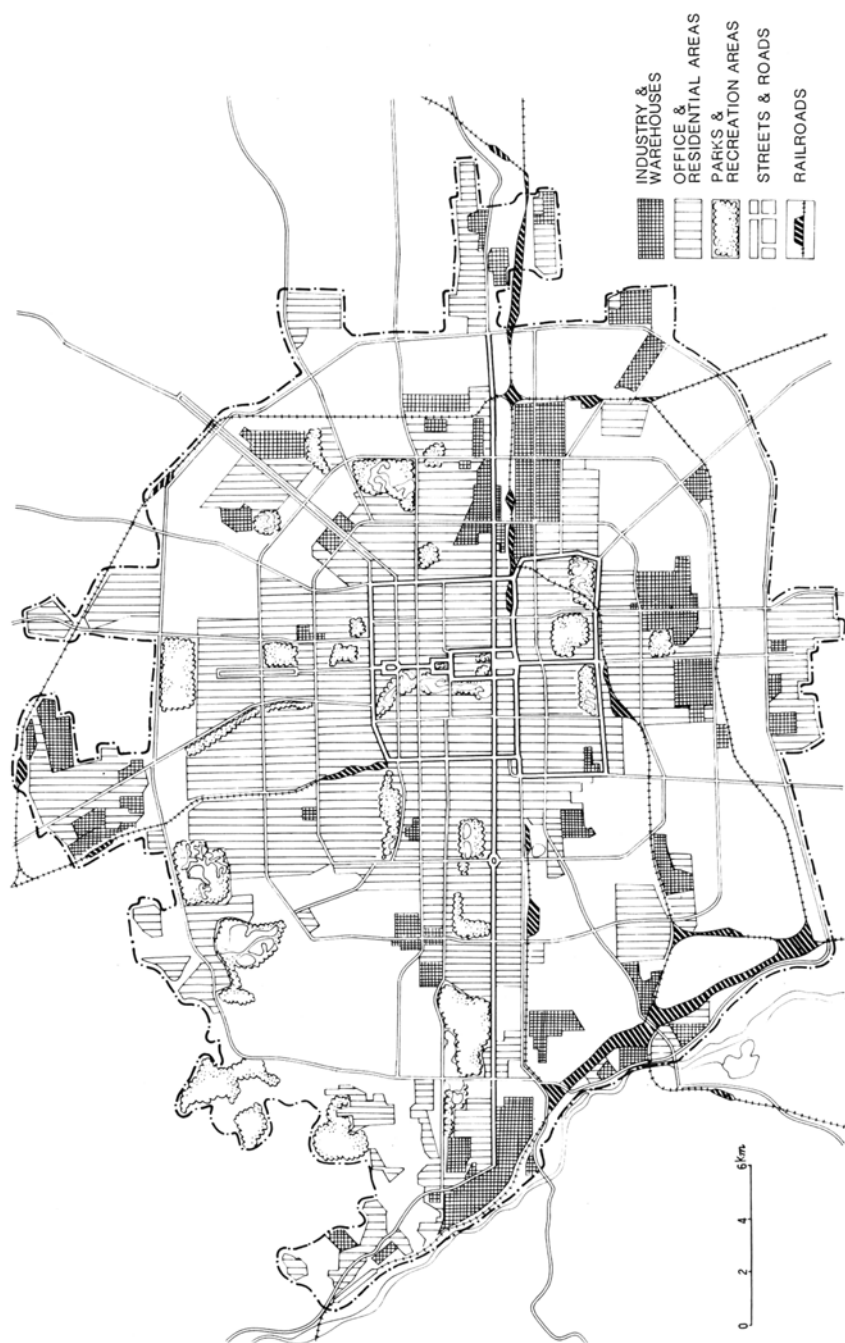 INDUSTRY &
WAREHOUSES
OFFICE &
RESIDENTIAL AREAS
PARKS &
RECREATION AREAS
STREETS & ROADS
RAILROADS
0 2 4 6Km.